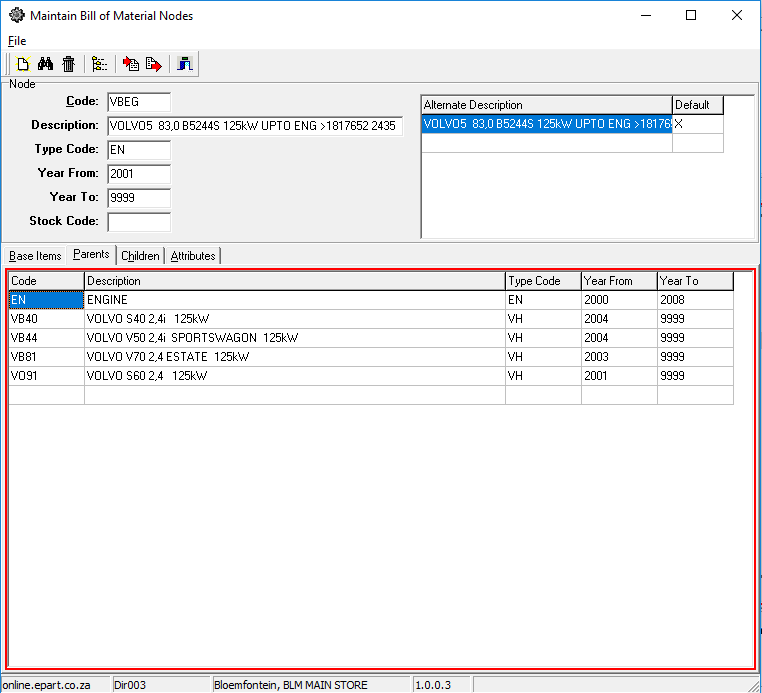 Maintain Bill of Material Nodes
File
Node
Code: VBEG
Description: VOLVO5 83,0 B5244S 125kW UPTO ENG >1817652 2435
Type Code: EN
Year From: 2001
Year To: 9999
Stock Code:
Alternate Description Default
VOLVO5 83,0 B5244S 125kW UPTO ENG >18176 X
Base Items Parents Children Attributes
Code Description Type Code Year From Year To
EN ENGINE EN 2000 2008
VB40 VOLVO S40 2,4i 125kW VH 2004 9999
VB44 VOLVO V50 2,4i SPORTSWAGON 125kW VH 2004 9999
VB81 VOLVO V70 2,4 ESTATE 125kW VH 2003 9999
VO91 VOLVO S60 2,4 125kW VH 2001 9999
online.epart.co.za Dir003 Bloemfontein, BLM MAIN STORE 1.0.0.3